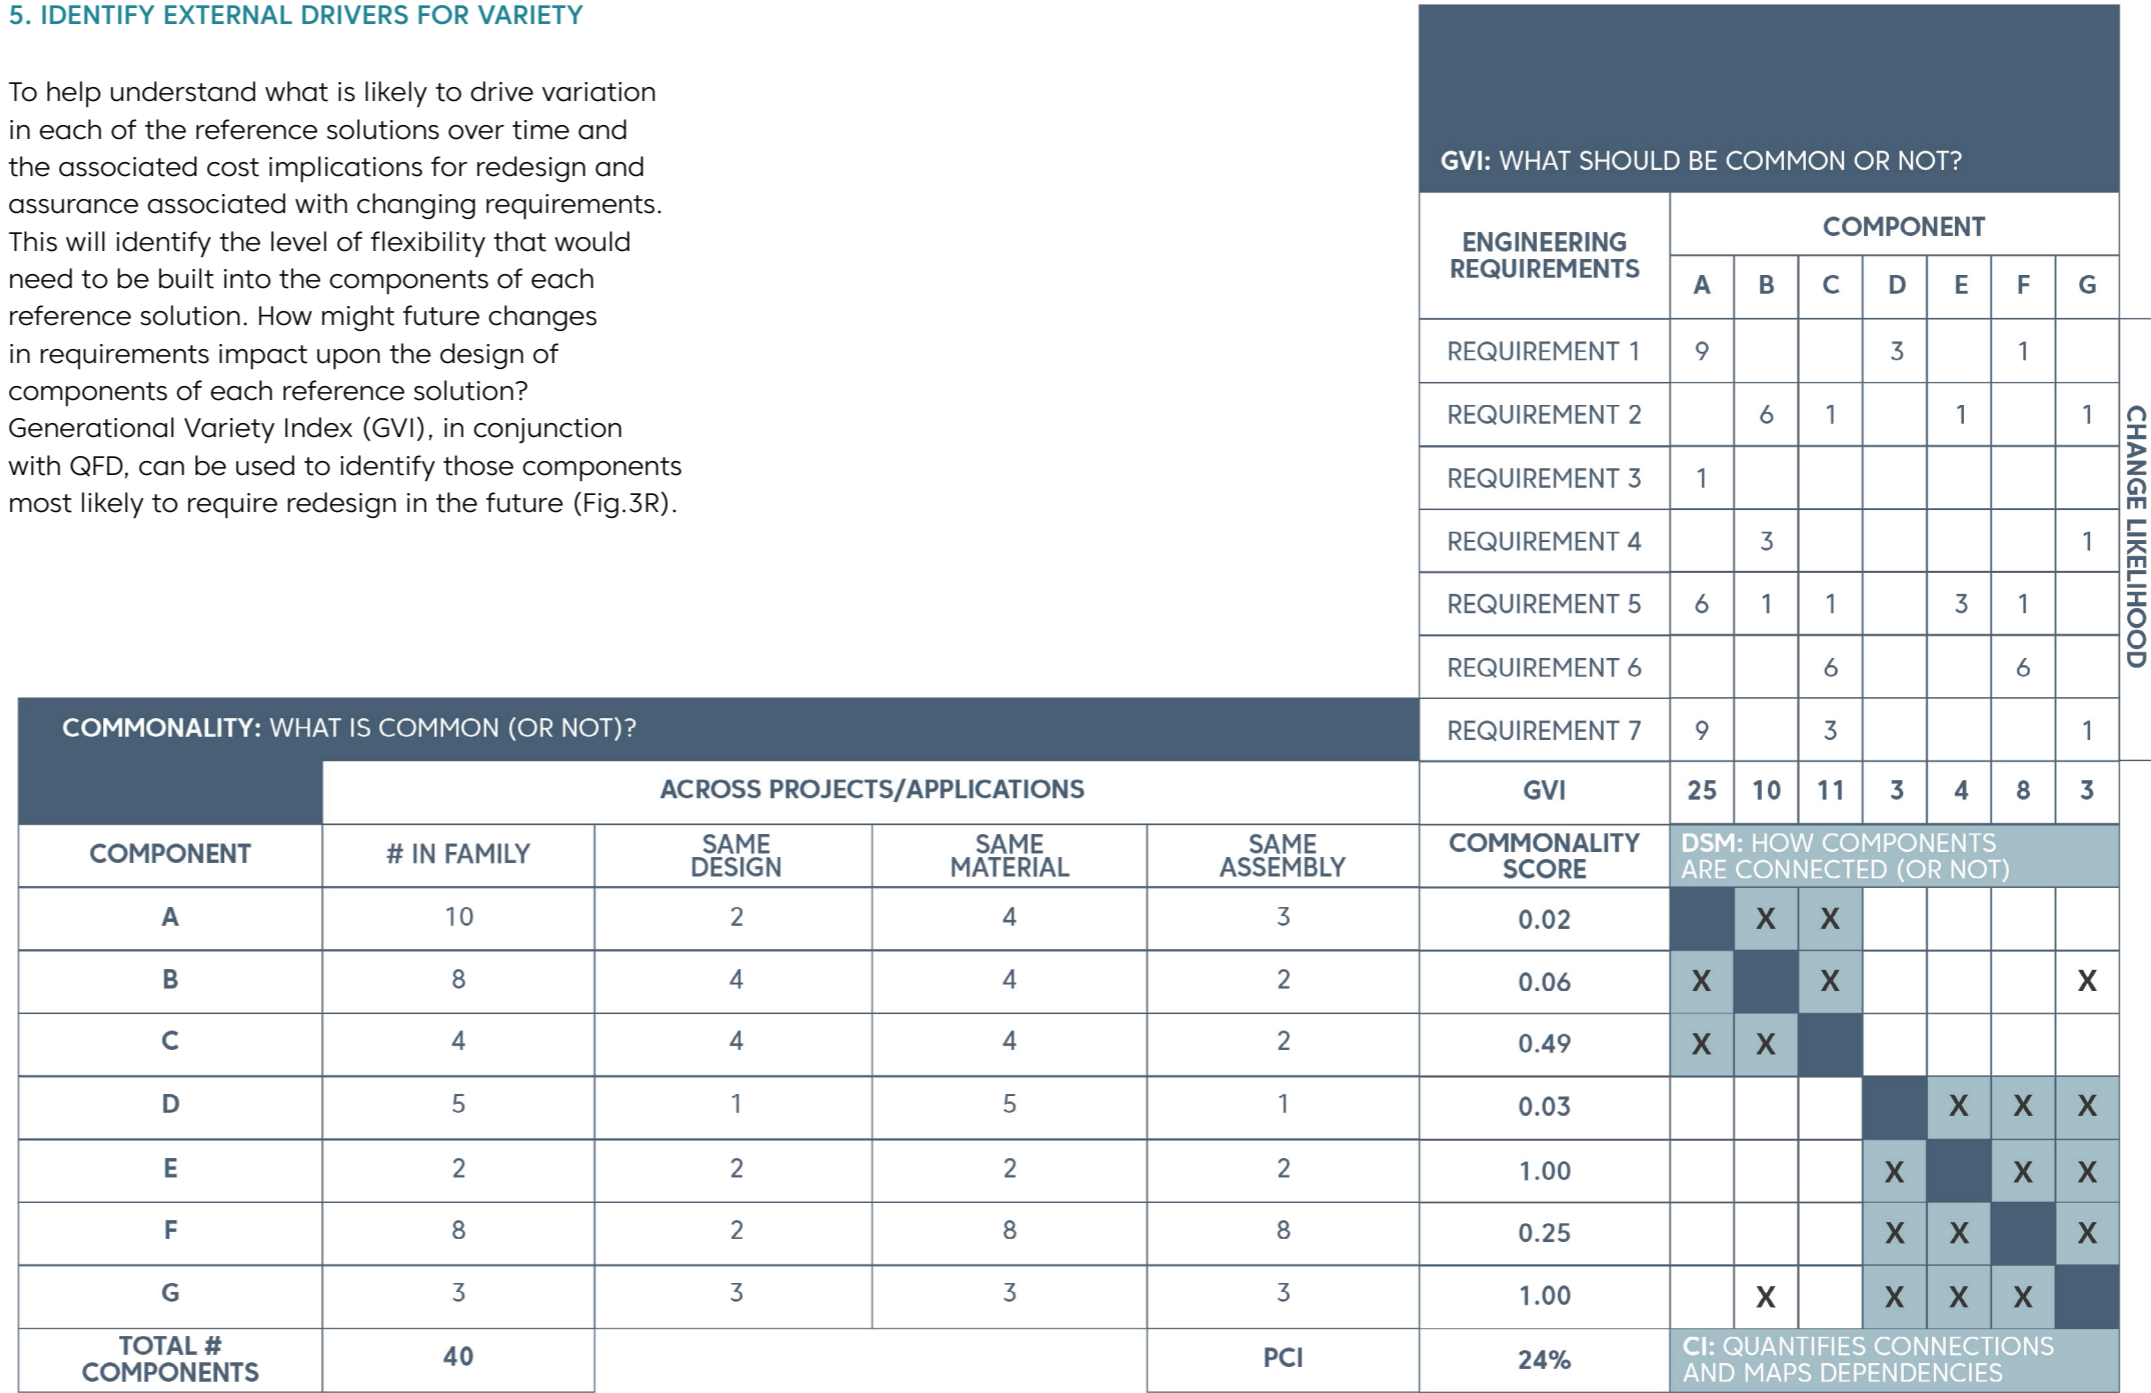 5. IDENTIFY EXTERNAL DRIVERS FOR VARIETY
To help understand what is likely to drive variation
in each of the reference solutions over time and
the associated cost implications for redesign and
assurance associated with changing requirements.
This will identify the level of flexibility that would
need to be built into the components of each
reference solution. How might future changes
in requirements impact upon the design of
components of each reference solution?
Generational Variety Index (GVI), in conjunction
with QFD, can be used to identify those components
most likely to require redesign in the future (Fig.3R).
GVI: WHAT SHOULD BE COMMON OR NOT?
ENGINEERING
REQUIREMENTS
COMPONENT
A B C D E F G
REQUIREMENT 1 9 3 1
REQUIREMENT 2 6 1 1 1
REQUIREMENT 3 1
REQUIREMENT 4 3 1
REQUIREMENT 5 6 1 1 3 1
REQUIREMENT 6 6 6
REQUIREMENT 7 9 3 1
CHANGE LIKELIHOOD
COMMONALITY: WHAT IS COMMON (OR NOT)?
ACROSS PROJECTS/APPLICATIONS
GVI 25 10 11 3 4 8 3
COMPONENT
# IN FAMILY
SAME
DESIGN
SAME
MATERIAL
SAME
ASSEMBLY
COMMONALITY
SCORE
DSM: HOW COMPONENTS
ARE CONNECTED (OR NOT)
A 10 2 4 3 0.02 X X
B 8 4 4 2 0.06 X X X
C 4 4 4 2 0.49 X X
D 5 1 5 1 0.03 X X X
E 2 2 2 2 1.00 X X X
F 8 2 8 8 0.25 X X X
G 3 3 3 3 1.00 X X X X
TOTAL #
COMPONENTS
40
PCI
24%
CI: QUANTIFIES CONNECTIONS
AND MAPS DEPENDENCIES